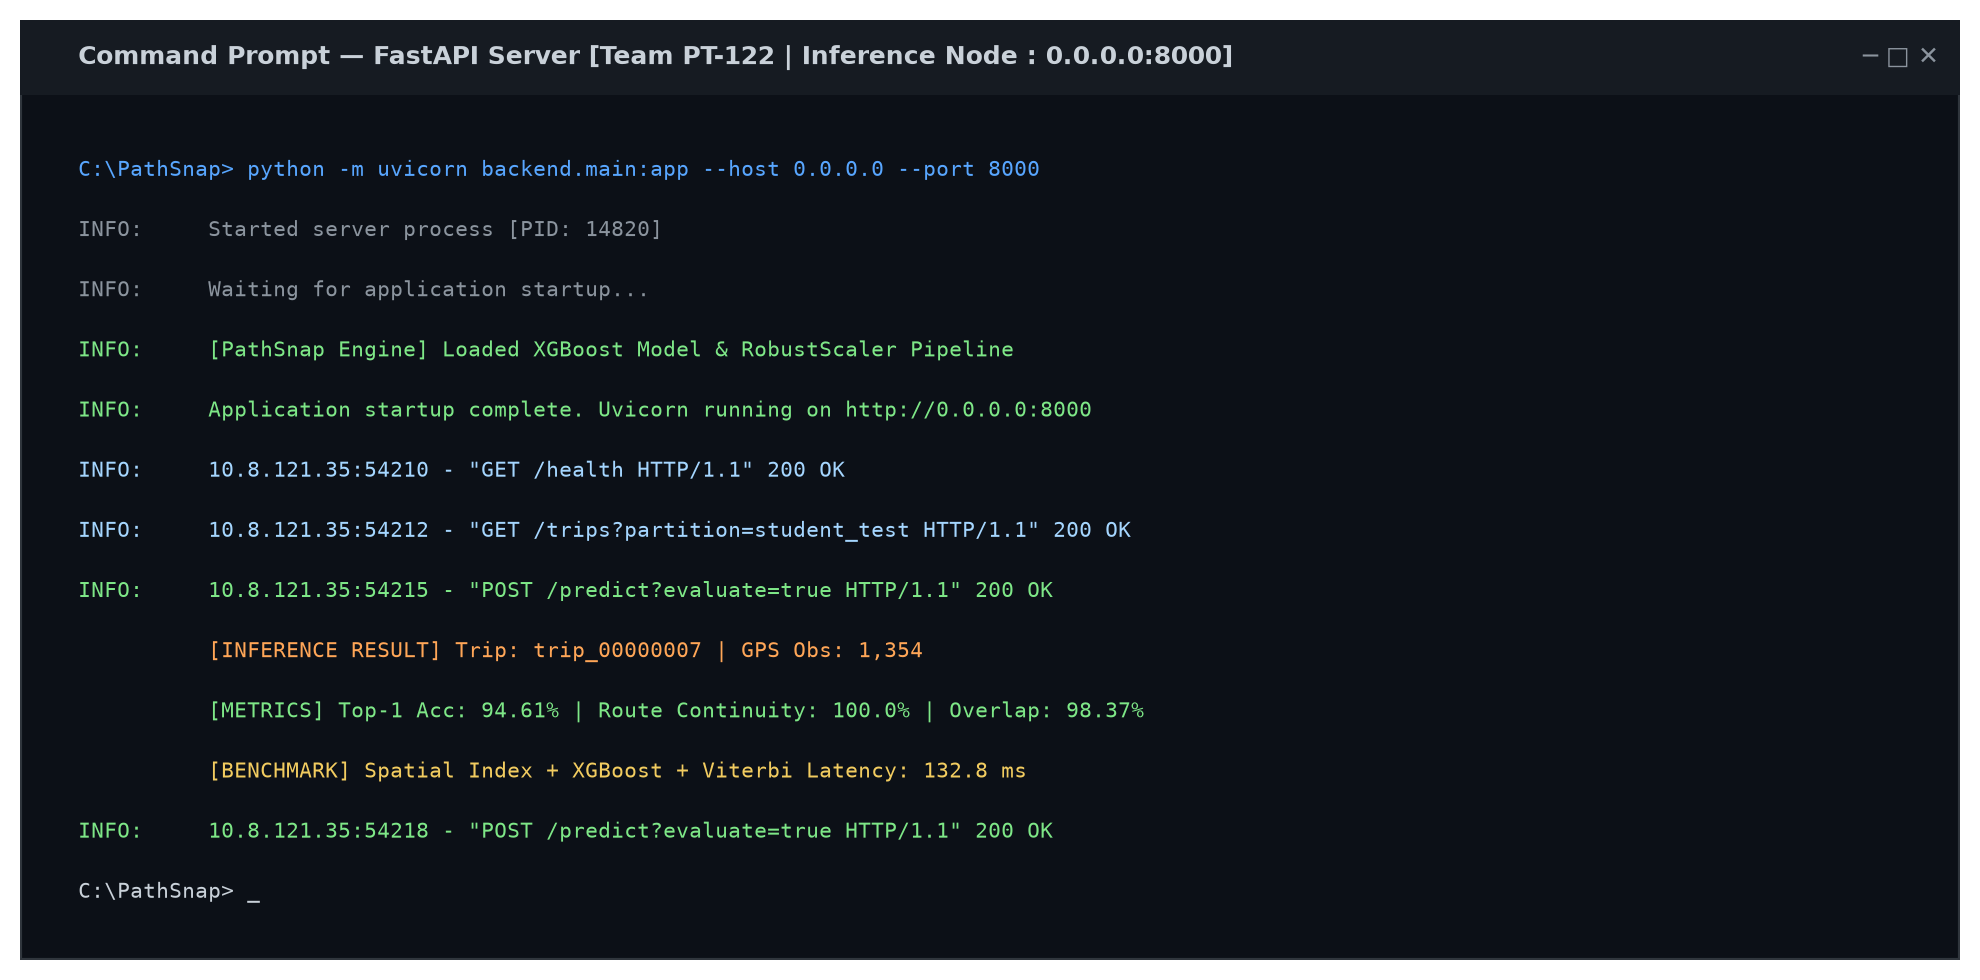 Command Prompt — FastAPI Server [Team PT-122 | Inference Node : 0.0.0.0:8000]
C:\PathSnap> python -m uvicorn backend.main:app --host 0.0.0.0 --port 8000
INFO:     Started server process [PID: 14820]
INFO:     Waiting for application startup...
INFO:     [PathSnap Engine] Loaded XGBoost Model & RobustScaler Pipeline
INFO:     Application startup complete. Uvicorn running on http://0.0.0.0:8000
INFO:     10.8.121.35:54210 - "GET /health HTTP/1.1" 200 OK
INFO:     10.8.121.35:54212 - "GET /trips?partition=student_test HTTP/1.1" 200 OK
INFO:     10.8.121.35:54215 - "POST /predict?evaluate=true HTTP/1.1" 200 OK
[INFERENCE RESULT] Trip: trip_00000007 | GPS Obs: 1,354
[METRICS] Top-1 Acc: 94.61% | Route Continuity: 100.0% | Overlap: 98.37%
[BENCHMARK] Spatial Index + XGBoost + Viterbi Latency: 132.8 ms
INFO:     10.8.121.35:54218 - "POST /predict?evaluate=true HTTP/1.1" 200 OK
C:\PathSnap> _